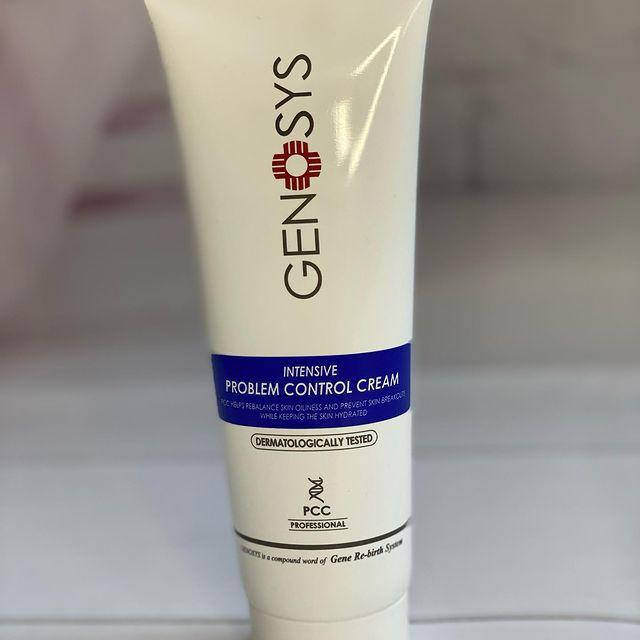 GENOSYS
INTENSIVE
PROBLEM CONTROL CREAM
PCC HELPS REBALANCE SKIN OILINESS AND PREVENT SKIN BREAKOUTS
WHILE KEEPING THE SKIN HYDRATED
DERMATOLOGICALLY TESTED
PCC
PROFESSIONAL
GENOSYS is a compound word of Gene Re-birth System